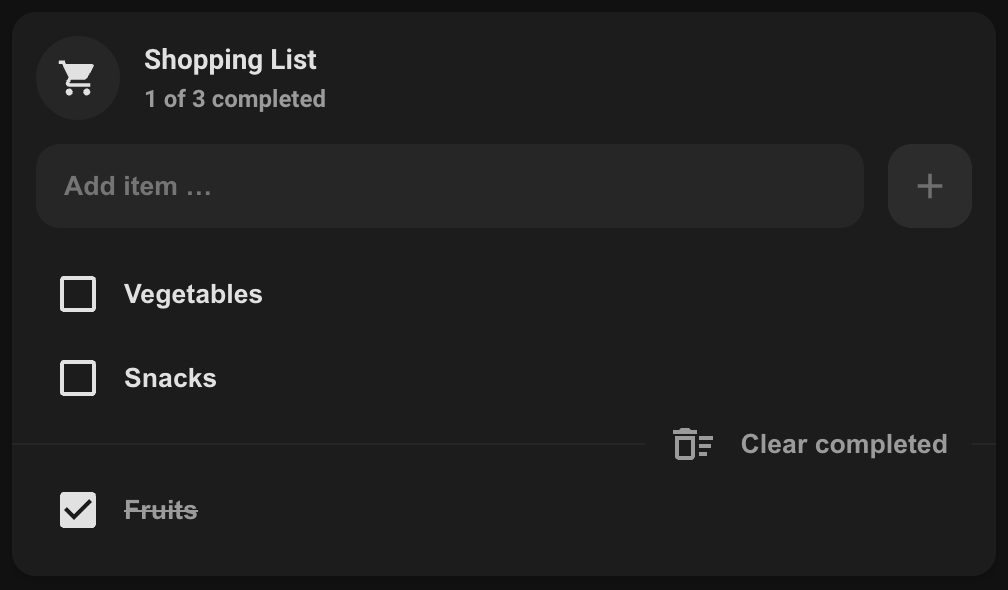 Shopping List
1 of 3 completed
Add item …
Vegetables
Snacks
Clear completed
Fruits